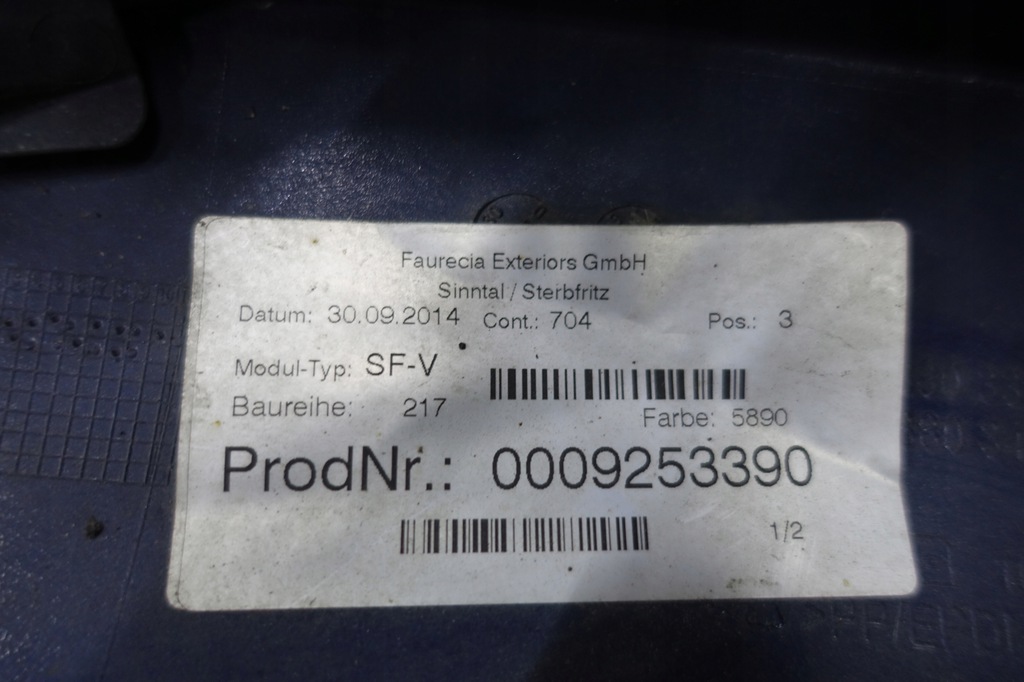 Faurecia Exteriors GmbH
Sinntal / Sterbfritz
Datum: 30.09.2014 Cont.: 704 Pos.: 3
Modul-Typ: SF-V
Baureihe: 217
Farbe: 5890
ProdNr.: 0009253390
1/2